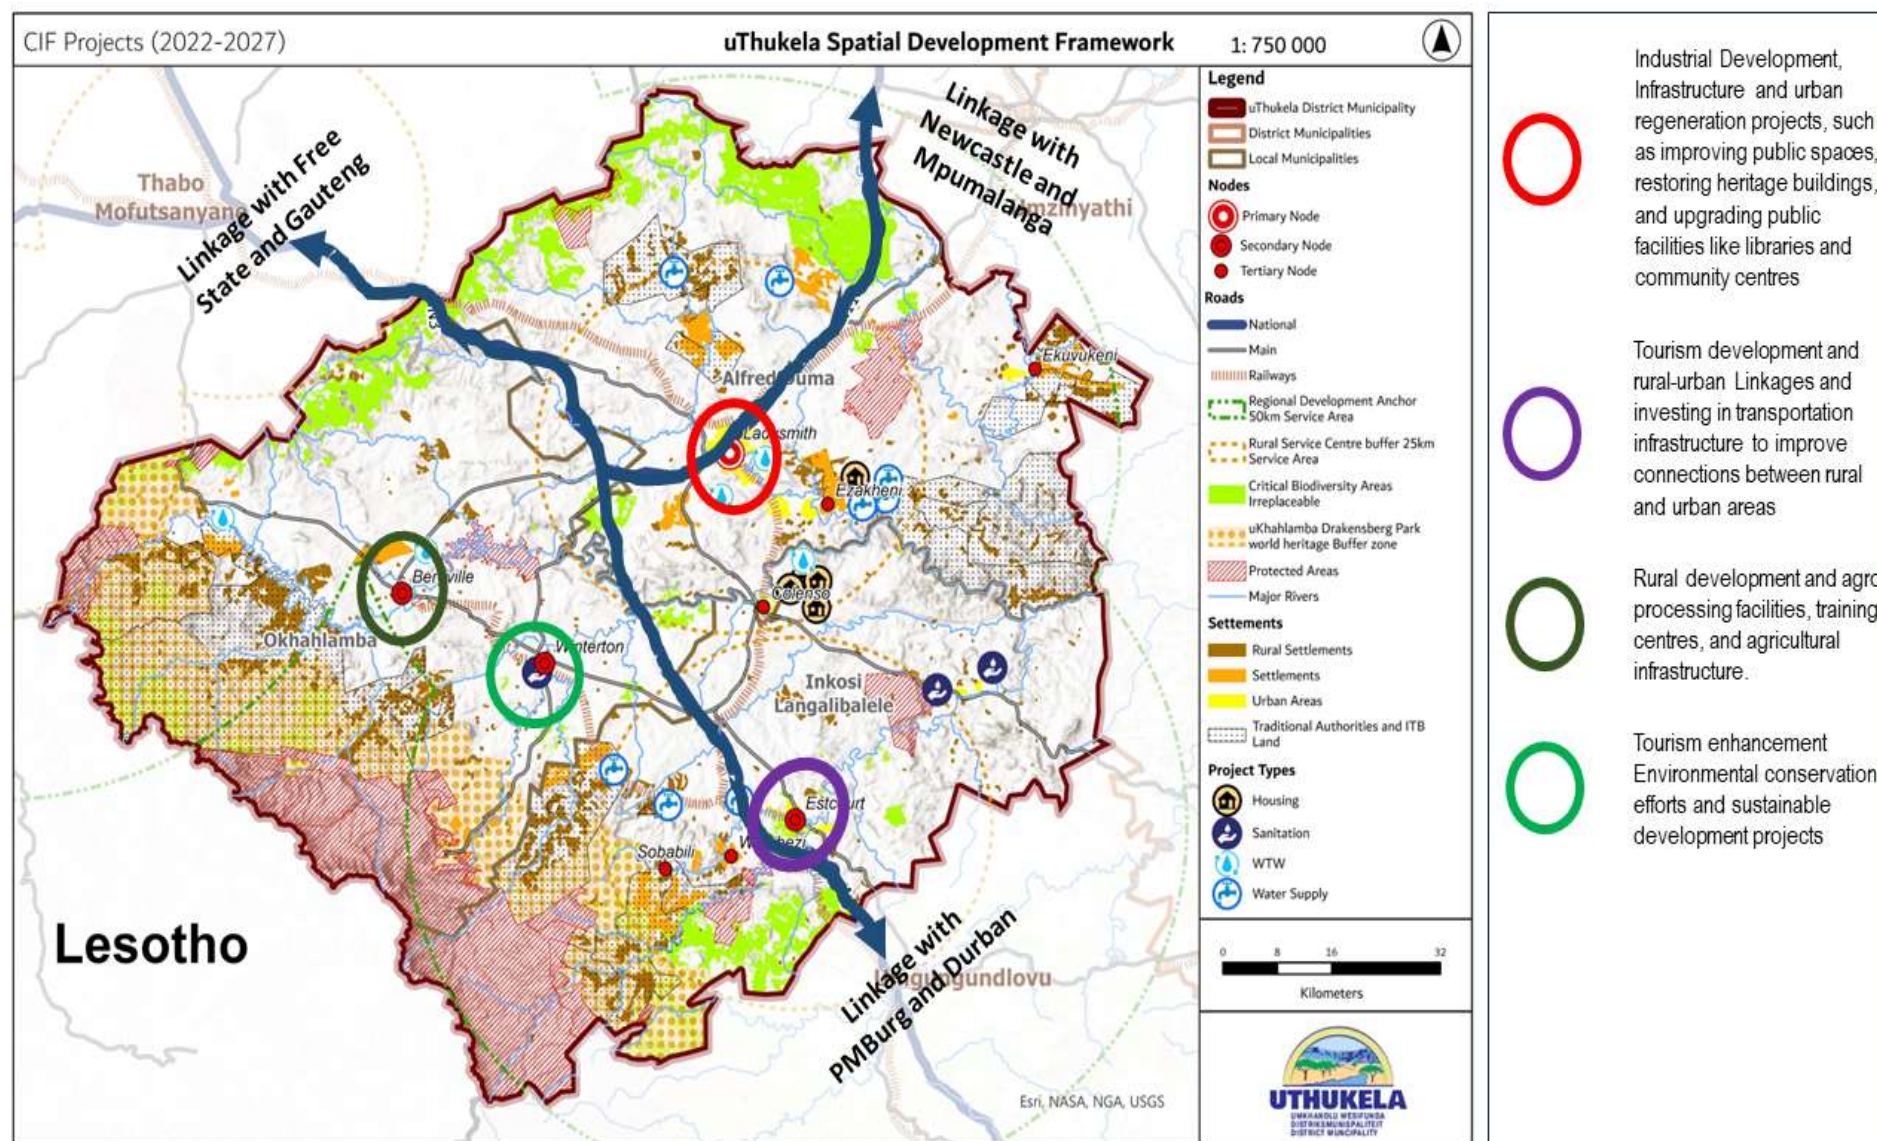 CIF Projects (2022-2027)
uThukela Spatial Development Framework
1: 750 000
Linkage with Free
State and Gauteng
Linkage with
Newcastle and
Mpumalanga
Linkage with
PMBurg and Durban
Thabo
Mofutsanyane
Umzinyathi
Ekuvukeni
Alfred Duma
Ladysmith
Ezakheni
Colenso
Bergville
Okhahlamba
Winterton
Inkosi
Langalibalele
Estcourt
Sobabili
N3
Lesotho
Esri, NASA, NGA, USGS
Legend
uThukela District Municipality
District Municipalities
Local Municipalities
Nodes
Primary Node
Secondary Node
Tertiary Node
Roads
National
Main
Railways
Regional Development Anchor
50km Service Area
Rural Service Centre buffer 25km
Service Area
Critical Biodiversity Areas
Irreplaceable
uKhahlamba Drakensberg Park
world heritage Buffer zone
Protected Areas
Major Rivers
Settlements
Rural Settlements
Settlements
Urban Areas
Traditional Authorities and ITB
Land
Project Types
Housing
Sanitation
WTW
Water Supply
0 8 16 32
Kilometers
UTHUKELA
UMKHANDLU WESIFUNDA
DISTRIKSMUNISIPALITEIT
DISTRICT MUNICIPALITY
Industrial Development,
Infrastructure and urban
regeneration projects, such
as improving public spaces,
restoring heritage buildings,
and upgrading public
facilities like libraries and
community centres
Tourism development and
rural-urban Linkages and
investing in transportation
infrastructure to improve
connections between rural
and urban areas
Rural development and agro
processing facilities, training
centres, and agricultural
infrastructure.
Tourism enhancement
Environmental conservation
efforts and sustainable
development projects